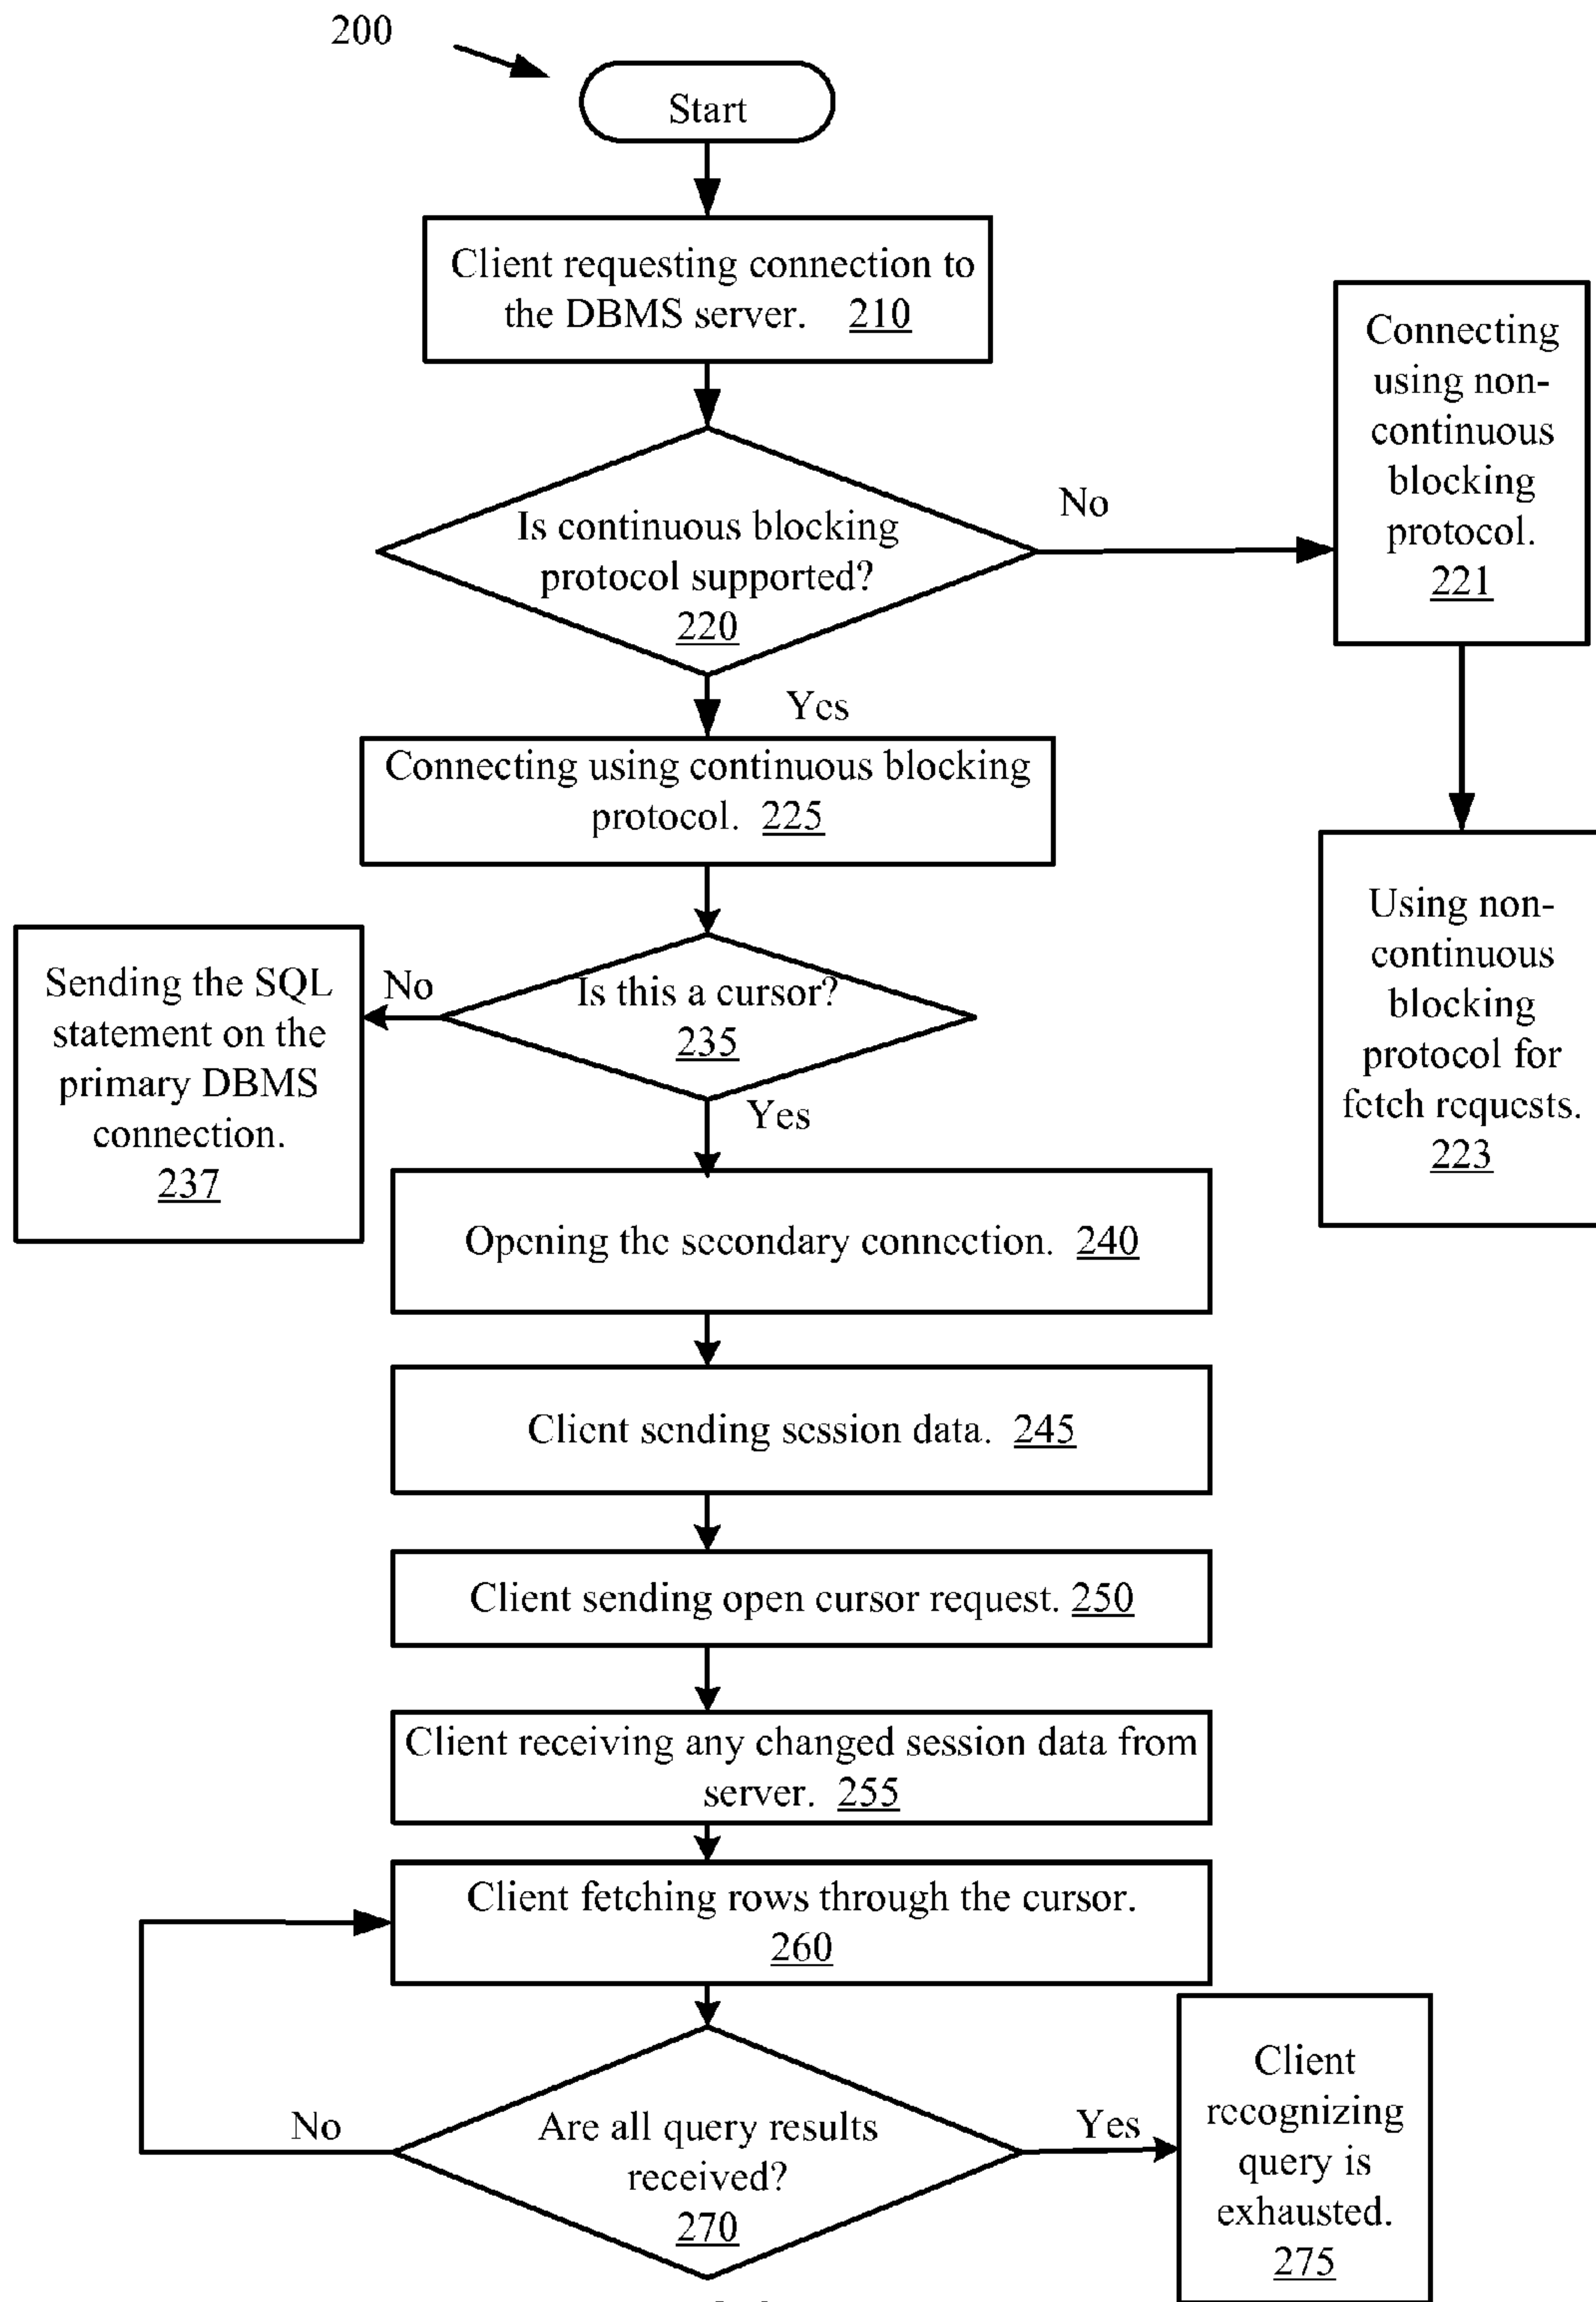 200
Start
Client requesting connection to
the DBMS server. 210
Is continuous blocking
protocol supported?
220
No
Connecting
using non-
continuous
blocking
protocol.
221
Yes
Connecting using continuous blocking
protocol. 225
Using non-
continuous
blocking
protocol for
fetch requests.
223
Is this a cursor?
235
No
Sending the SQL
statement on the
primary DBMS
connection.
237
Yes
Opening the secondary connection. 240
Client sending session data. 245
Client sending open cursor request. 250
Client receiving any changed session data from
server. 255
Client fetching rows through the cursor.
260
No
Are all query results
received?
270
Yes
Client
recognizing
query is
exhausted.
275